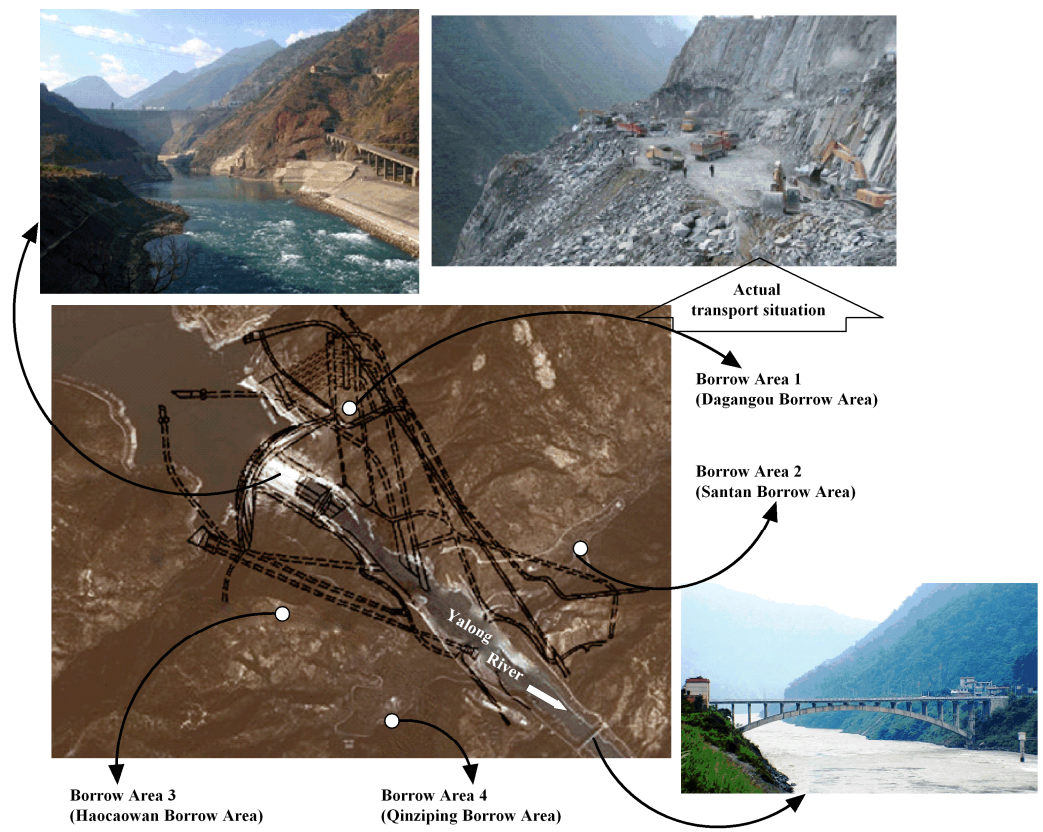 Actual
transport situation
Borrow Area 1
(Dagangou Borrow Area)
Borrow Area 2
(Santan Borrow Area)
Yalong
River
Borrow Area 3
(Haocaowan Borrow Area)
Borrow Area 4
(Qinziping Borrow Area)